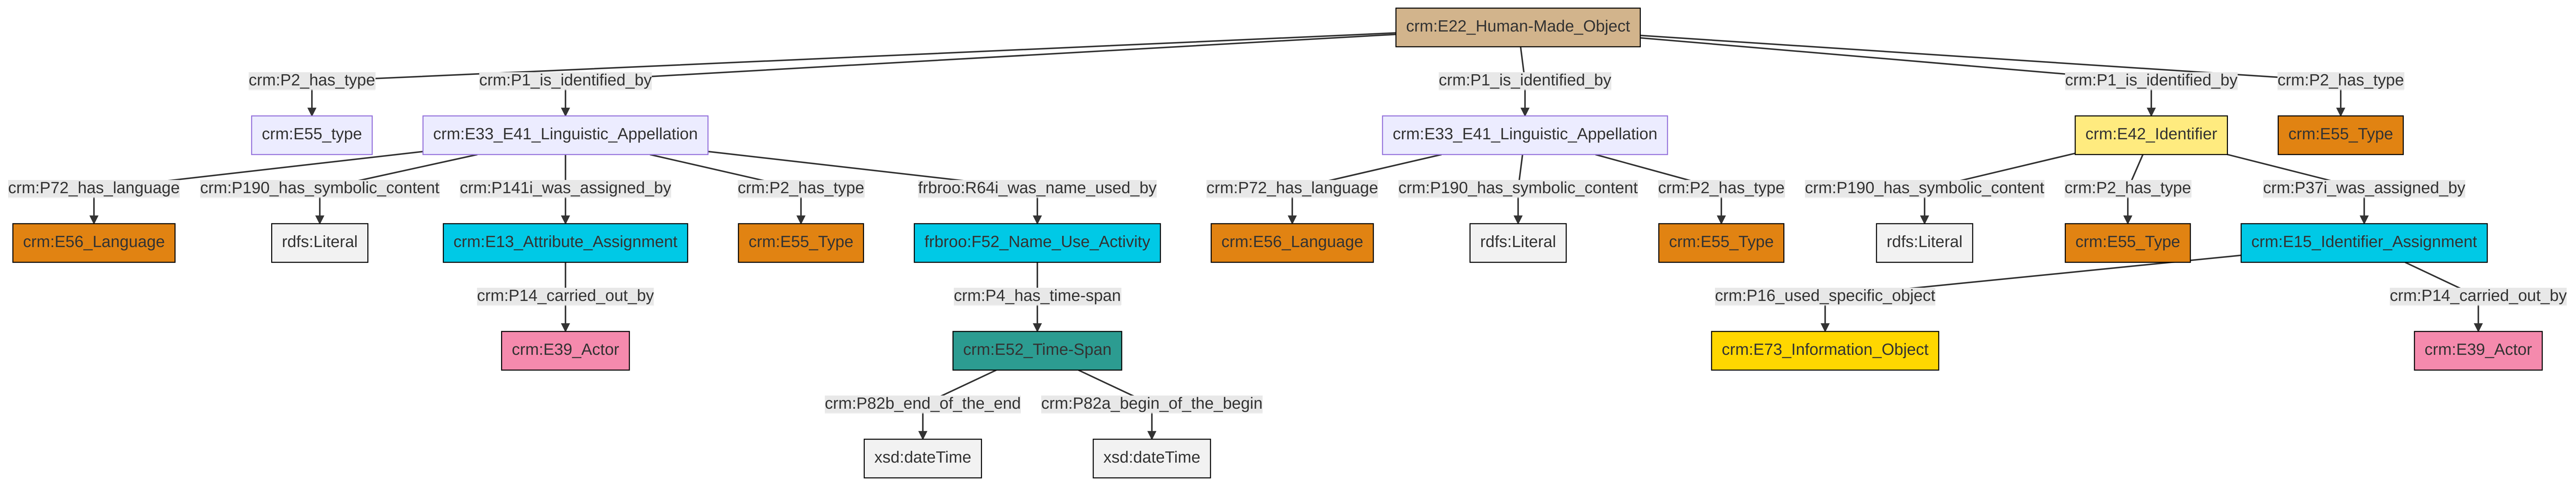 crm:E22_Human-Made_Object
crm:P2_has_type
crm:P1_is_identified_by
crm:P1_is_identified_by
crm:P1_is_identified_by
crm:P2_has_type
crm:E55_type
crm:E33_E41_Linguistic_Appellation
crm:E33_E41_Linguistic_Appellation
crm:E42_Identifier
crm:E55_Type
crm:P72_has_language
crm:P190_has_symbolic_content
crm:P141i_was_assigned_by
crm:P2_has_type
frbroo:R64i_was_name_used_by
crm:P72_has_language
crm:P190_has_symbolic_content
crm:P2_has_type
crm:P190_has_symbolic_content
crm:P2_has_type
crm:P37i_was_assigned_by
crm:E56_Language
rdfs:Literal
crm:E13_Attribute_Assignment
crm:E55_Type
frbroo:F52_Name_Use_Activity
crm:E56_Language
rdfs:Literal
crm:E55_Type
rdfs:Literal
crm:E55_Type
crm:E15_Identifier_Assignment
crm:P14_carried_out_by
crm:P4_has_time-span
crm:P16_used_specific_object
crm:P14_carried_out_by
crm:E39_Actor
crm:E52_Time-Span
crm:E73_Information_Object
crm:E39_Actor
crm:P82b_end_of_the_end
crm:P82a_begin_of_the_begin
xsd:dateTime
xsd:dateTime